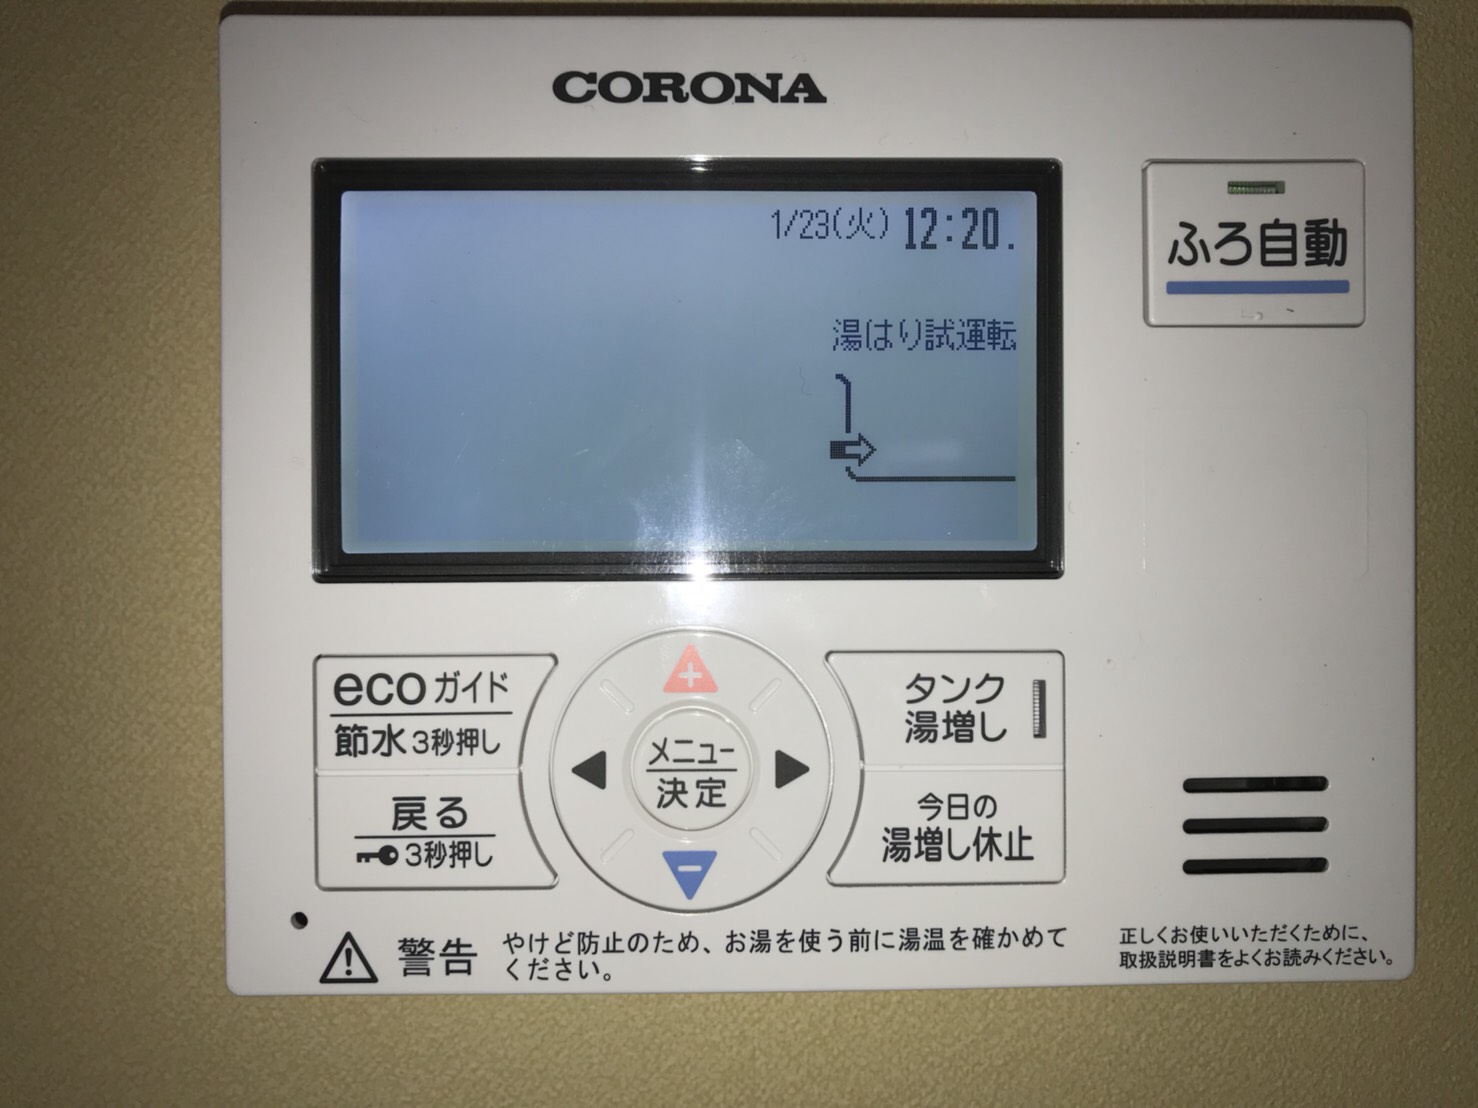 CORONA
1/23(火) 12:20.
湯はり試運転
ふろ自動
ecoガイド
節水3秒押し
戻る
3秒押し
+
メニュー
決定
-
タンク
湯増し
今日の
湯増し休止
警告
やけど防止のため、お湯を使う前に湯温を確かめて
ください。
正しくお使いいただくために、
取扱説明書をよくお読みください。